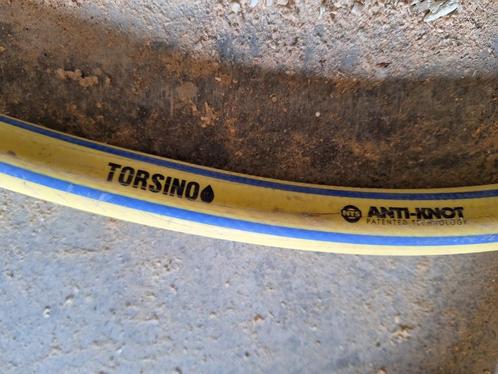 TORSINO
NTS ANTI-KNOT
PATENTED TECHNOLOGY